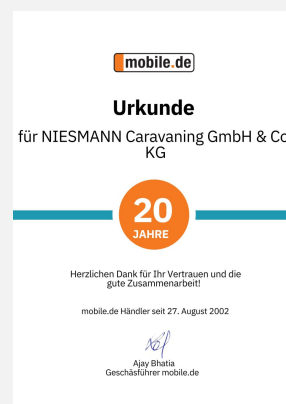 mobile.de
Urkunde
für NIESMANN Caravaning GmbH & Co
KG
20
JAHRE
Herzlichen Dank für Ihr Vertrauen und die
gute Zusammenarbeit!
mobile.de Händler seit 27. August 2002
Ajay Bhatia
Geschäsführer mobile.de